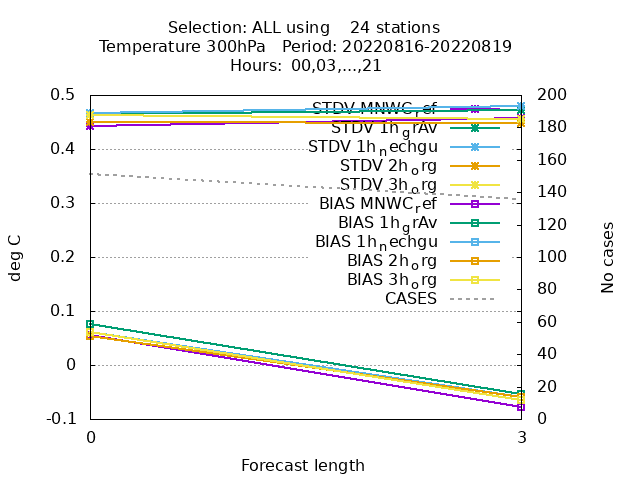 Selection: ALL using    24 stations
Temperature 300hPa   Period: 20220816-20220819
Hours:  00,03,...,21
0.5
0.4
0.3
0.2
0.1
0
-0.1
deg C
200
180
160
140
120
100
80
60
40
20
0
No cases
STDV MNWC_ref
STDV 1h_grAv
STDV 1h_nechgu
STDV 2h_org
STDV 3h_org
BIAS MNWC_ref
BIAS 1h_grAv
BIAS 1h_nechgu
BIAS 2h_org
BIAS 3h_org
CASES
0
3
Forecast length